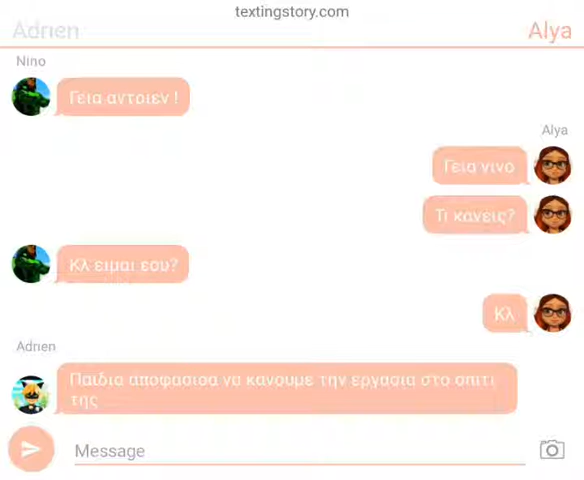 textingstory.com
Adrien
Alya
Nino
Γεια αντριεν !
Alya
Γεια νινο
Τι κανεις?
Κλ ειμαι εσυ?
Κλ
Adrien
Παιδια αποφασισα να κανουμε την εργασια στο σπιτι
της
Message